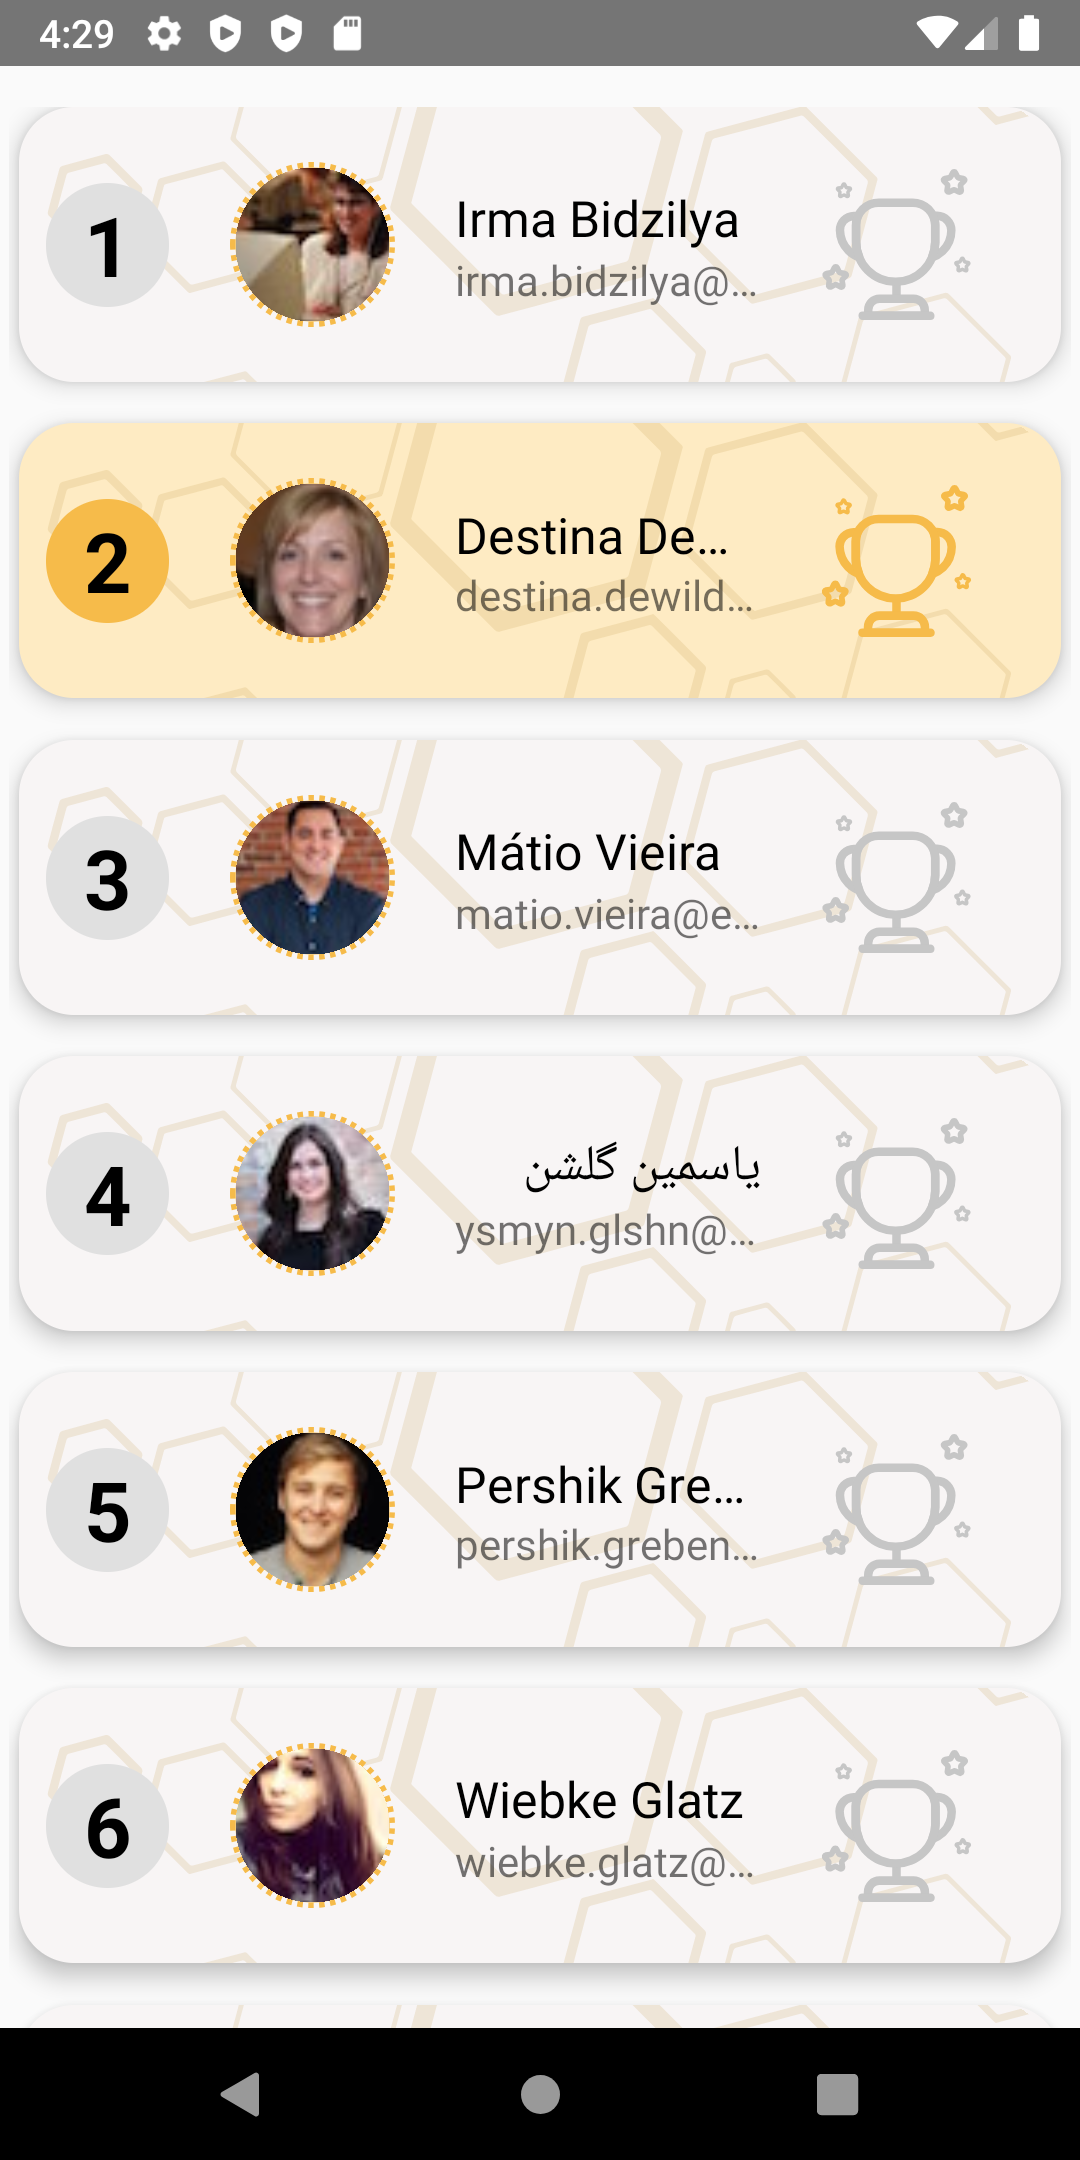 4:29
1
Irma Bidzilya
irma.bidzilya@...
2
Destina De...
destina.dewild...
3
Mátio Vieira
matio.vieira@e...
4
یاسمین گلشن
ysmyn.glshn@...
5
Pershik Gre...
pershik.greben...
6
Wiebke Glatz
wiebke.glatz@...